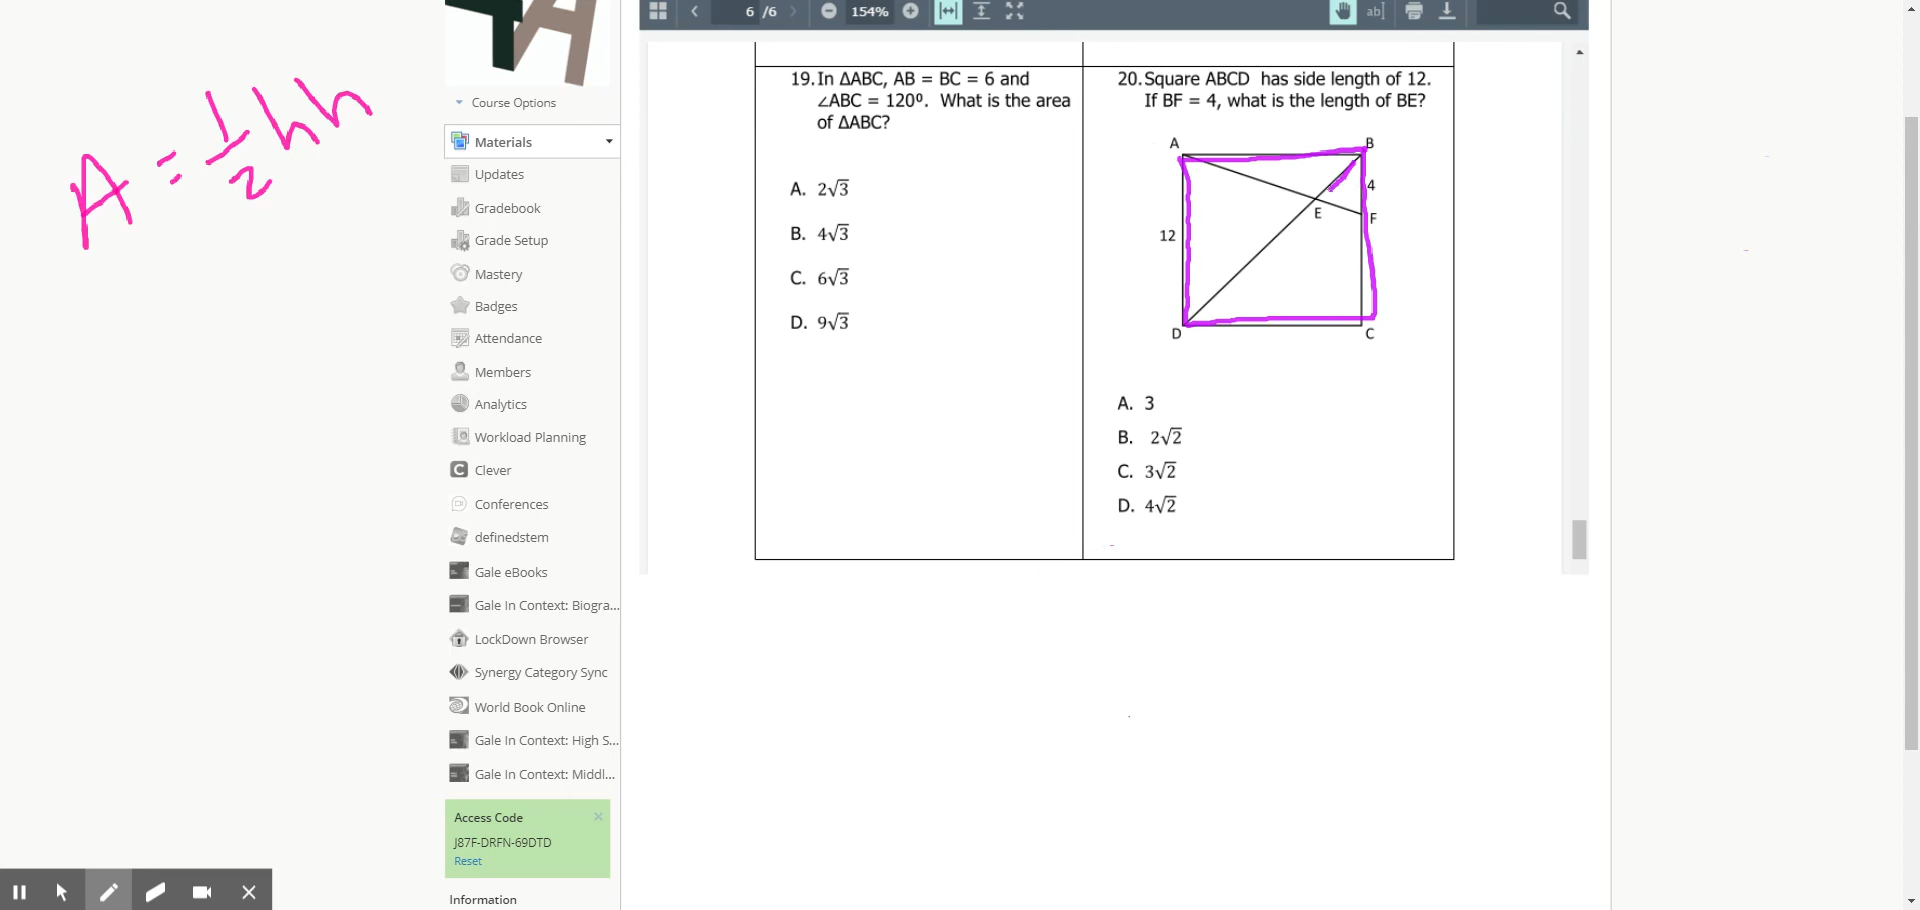 A = 1/2 h h
Course Options
Materials
Updates
Gradebook
Grade Setup
Mastery
Badges
Attendance
Members
Analytics
Workload Planning
Clever
Conferences
definedstem
Gale eBooks
Gale In Context: Biogra...
LockDown Browser
Synergy Category Sync
World Book Online
Gale In Context: High S...
Gale In Context: Middl...
Access Code
J87F-DRFN-69DTD
Reset
Information
6 /6
154%
ab
19. In ΔABC, AB = BC = 6 and
∠ABC = 120⁰. What is the area
of ΔABC?
A. 2√3
B. 4√3
C. 6√3
D. 9√3
20. Square ABCD has side length of 12.
If BF = 4, what is the length of BE?
A
B
4
E
F
12
D
C
A. 3
B. 2√2
C. 3√2
D. 4√2